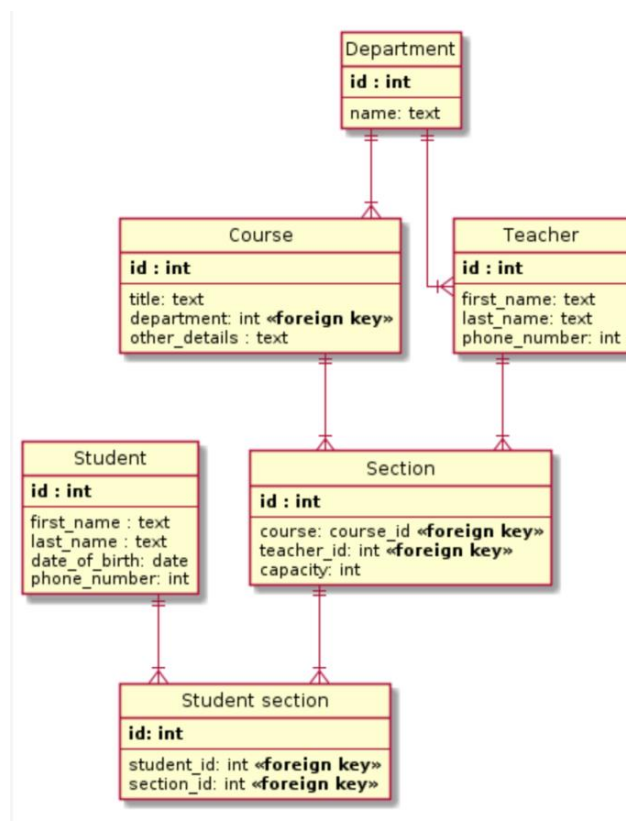 Department
id : int
name: text
Course
id : int
title: text
department: int «foreign key»
other_details : text
Teacher
id : int
first_name: text
last_name: text
phone_number: int
Student
id : int
first_name : text
last_name : text
date_of_birth: date
phone_number: int
Section
id : int
course: course_id «foreign key»
teacher_id: int «foreign key»
capacity: int
Student section
id: int
student_id: int «foreign key»
section_id: int «foreign key»